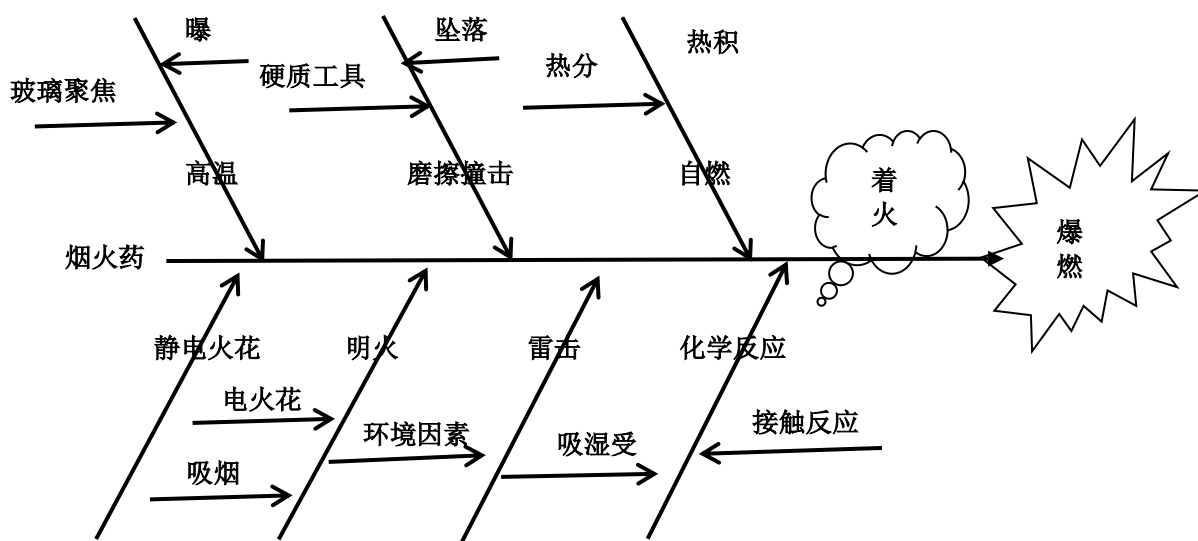 曝
坠落
热积
玻璃聚焦
硬质工具
热分
高温
磨擦撞击
自燃
着
火
烟火药
爆
燃
静电火花
明火
雷击
化学反应
电火花
环境因素
吸湿受
接触反应
吸烟